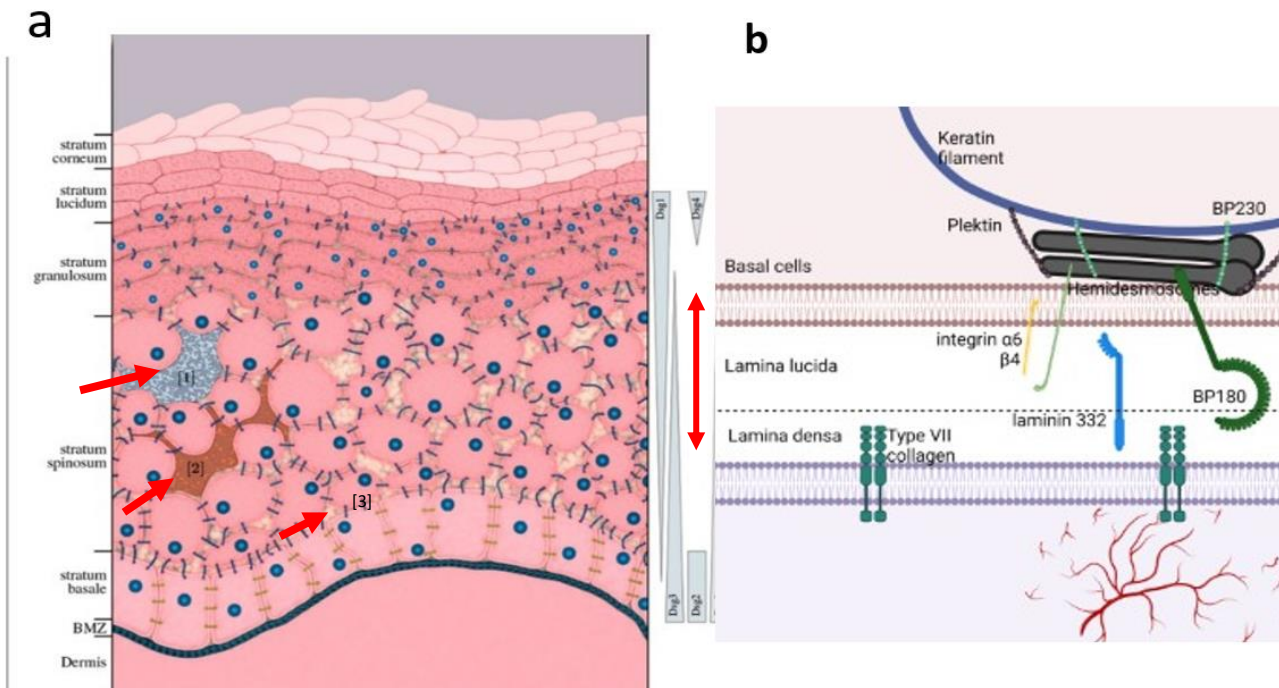 a
stratum
corneum
stratum
lucidum
stratum
granulosum
[1]
[2]
stratum
spinosum
[3]
stratum
basale
BMZ
Dermis
Dsg1
Dsg4
Dsg3
Dsg2
b
Keratin
filament
BP230
Plektin
Basal cells
Hemidesmosomes
integrin α6
β4
Lamina lucida
BP180
laminin 332
Lamina densa
Type VII
collagen